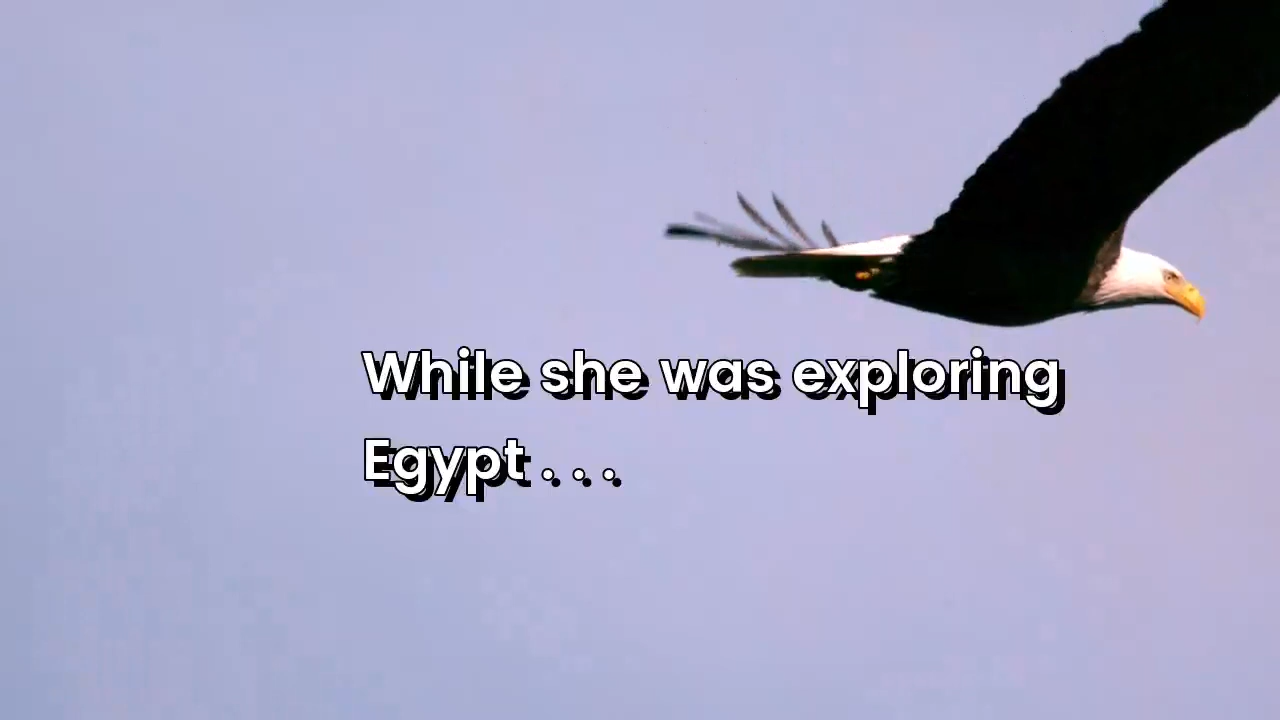 While she was exploring
Egypt . . .